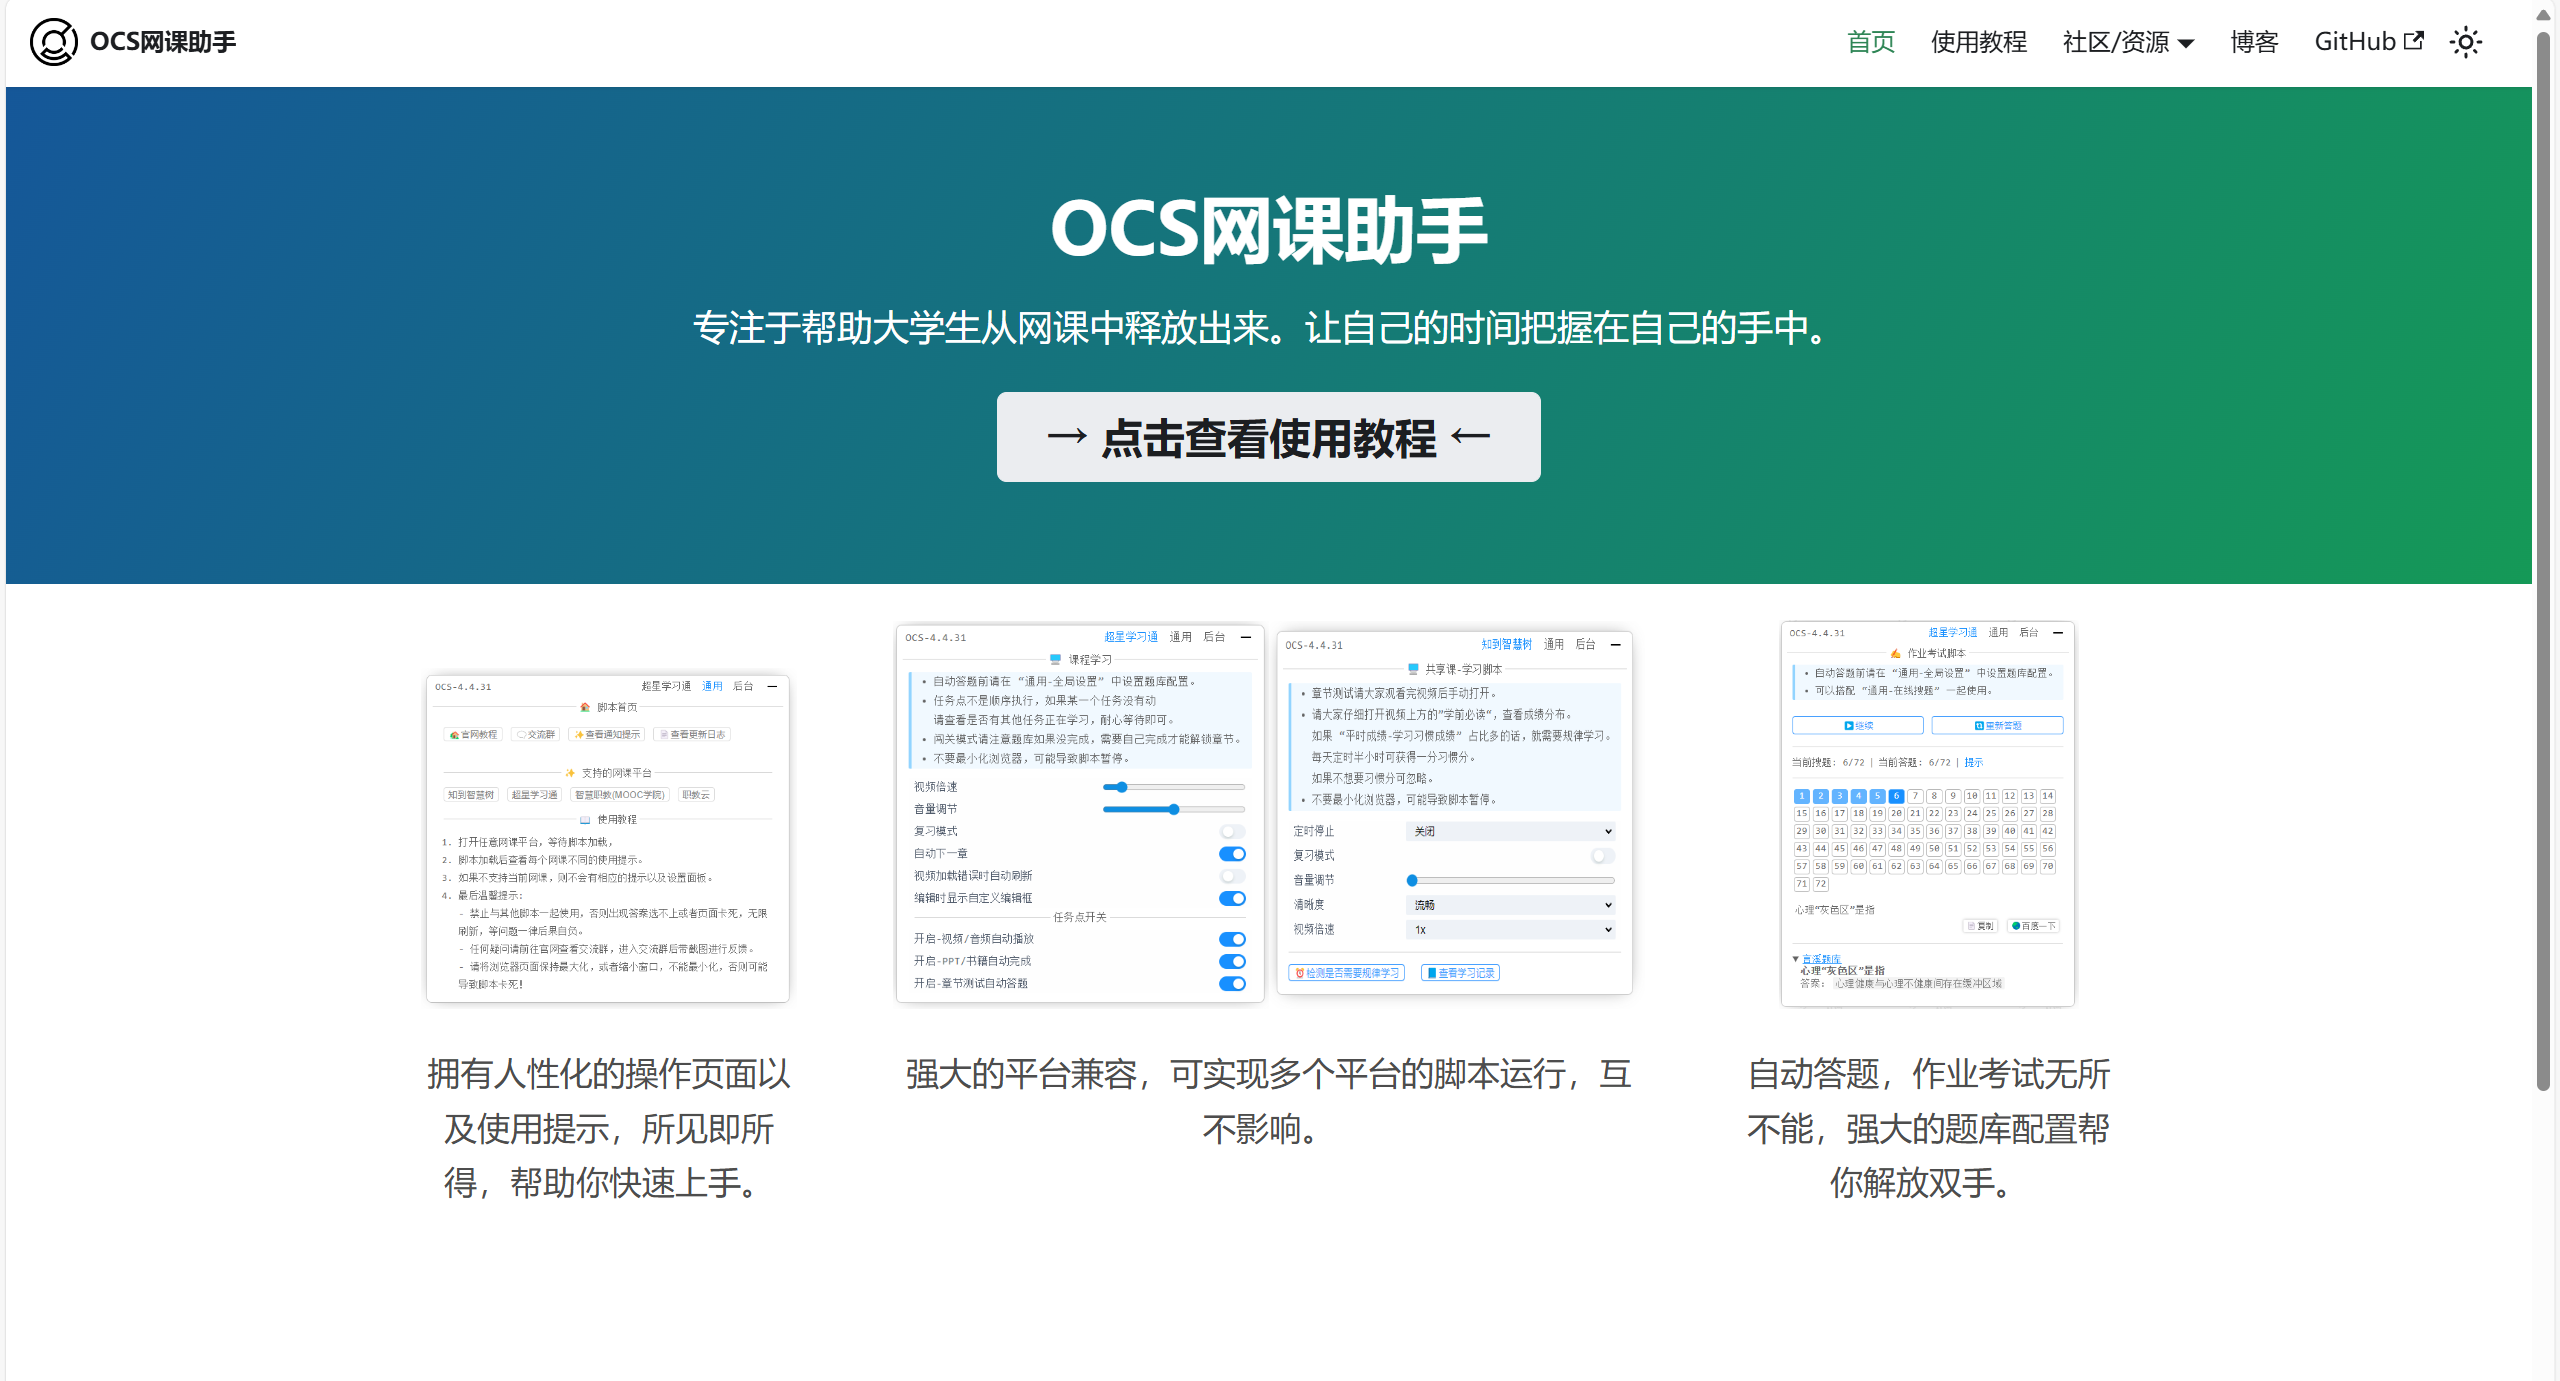 OCS网课助手
首页 使用教程 社区/资源 博客 GitHub
OCS网课助手
专注于帮助大学生从网课中释放出来。让自己的时间把握在自己的手中。
→ 点击查看使用教程 ←
OCS-4.4.31 超星学习通 通用 后台
脚本首页
官网教程 交流群 查看通知提示 查看更新日志
支持的网课平台
知到智慧树 超星学习通 智慧职教(MOOC学院) 职教云
使用教程
1. 打开任意网课平台，等待脚本加载，
2. 脚本加载后查看每个网课不同的使用提示。
3. 如果不支持当前网课，则不会有相应的提示以及设置面板。
4. 最后温馨提示:
- 禁止与其他脚本一起使用，否则出现答案选不上或者页面卡死，无限
刷新，等问题一律后果自负。
- 任何疑问请前往官网查看交流群，进入交流群后带截图进行反馈。
- 请将浏览器页面保持最大化，或者缩小窗口，不能最小化，否则可能
导致脚本卡死!
OCS-4.4.31 超星学习通 通用 后台
课程学习
• 自动答题前请在 “通用-全局设置” 中设置题库配置。
• 任务点不是顺序执行，如果某一个任务没有动
请查看是否有其他任务正在学习，耐心等待即可。
• 闯关模式请注意题库如果没完成，需要自己完成才能解锁章节。
• 不要最小化浏览器，可能导致脚本暂停。
视频倍速
音量调节
复习模式
自动下一章
视频加载错误时自动刷新
编辑时显示自定义编辑框
任务点开关
开启-视频/音频自动播放
开启-PPT/书籍自动完成
开启-章节测试自动答题
OCS-4.4.31 知到智慧树 通用 后台
共享课-学习脚本
• 章节测试请大家观看完视频后手动打开。
• 请大家仔细打开视频上方的“学前必读“，查看成绩分布。
如果 “平时成绩-学习习惯成绩” 占比多的话，就需要规律学习。
每天定时半小时可获得一分习惯分。
如果不想要习惯分可忽略。
• 不要最小化浏览器，可能导致脚本暂停。
定时停止 关闭
复习模式
音量调节
清晰度 流畅
视频倍速 1x
检测是否需要规律学习 查看学习记录
OCS-4.4.31 超星学习通 通用 后台
作业考试脚本
• 自动答题前请在 “通用-全局设置” 中设置题库配置。
• 可以搭配 “通用-在线搜题” 一起使用。
继续 重新答题
当前搜题: 6/72 | 当前答题: 6/72 | 提示
1 2 3 4 5 6 7 8 9 10 11 12 13 14
15 16 17 18 19 20 21 22 23 24 25 26 27 28
29 30 31 32 33 34 35 36 37 38 39 40 41 42
43 44 45 46 47 48 49 50 51 52 53 54 55 56
57 58 59 60 61 62 63 64 65 66 67 68 69 70
71 72
心理“灰色区”是指
复制 百度一下
言溪题库
心理“灰色区”是指
答案： 心理健康与心理不健康间存在缓冲区域
拥有人性化的操作页面以
及使用提示，所见即所
得，帮助你快速上手。
强大的平台兼容，可实现多个平台的脚本运行，互
不影响。
自动答题，作业考试无所
不能，强大的题库配置帮
你解放双手。